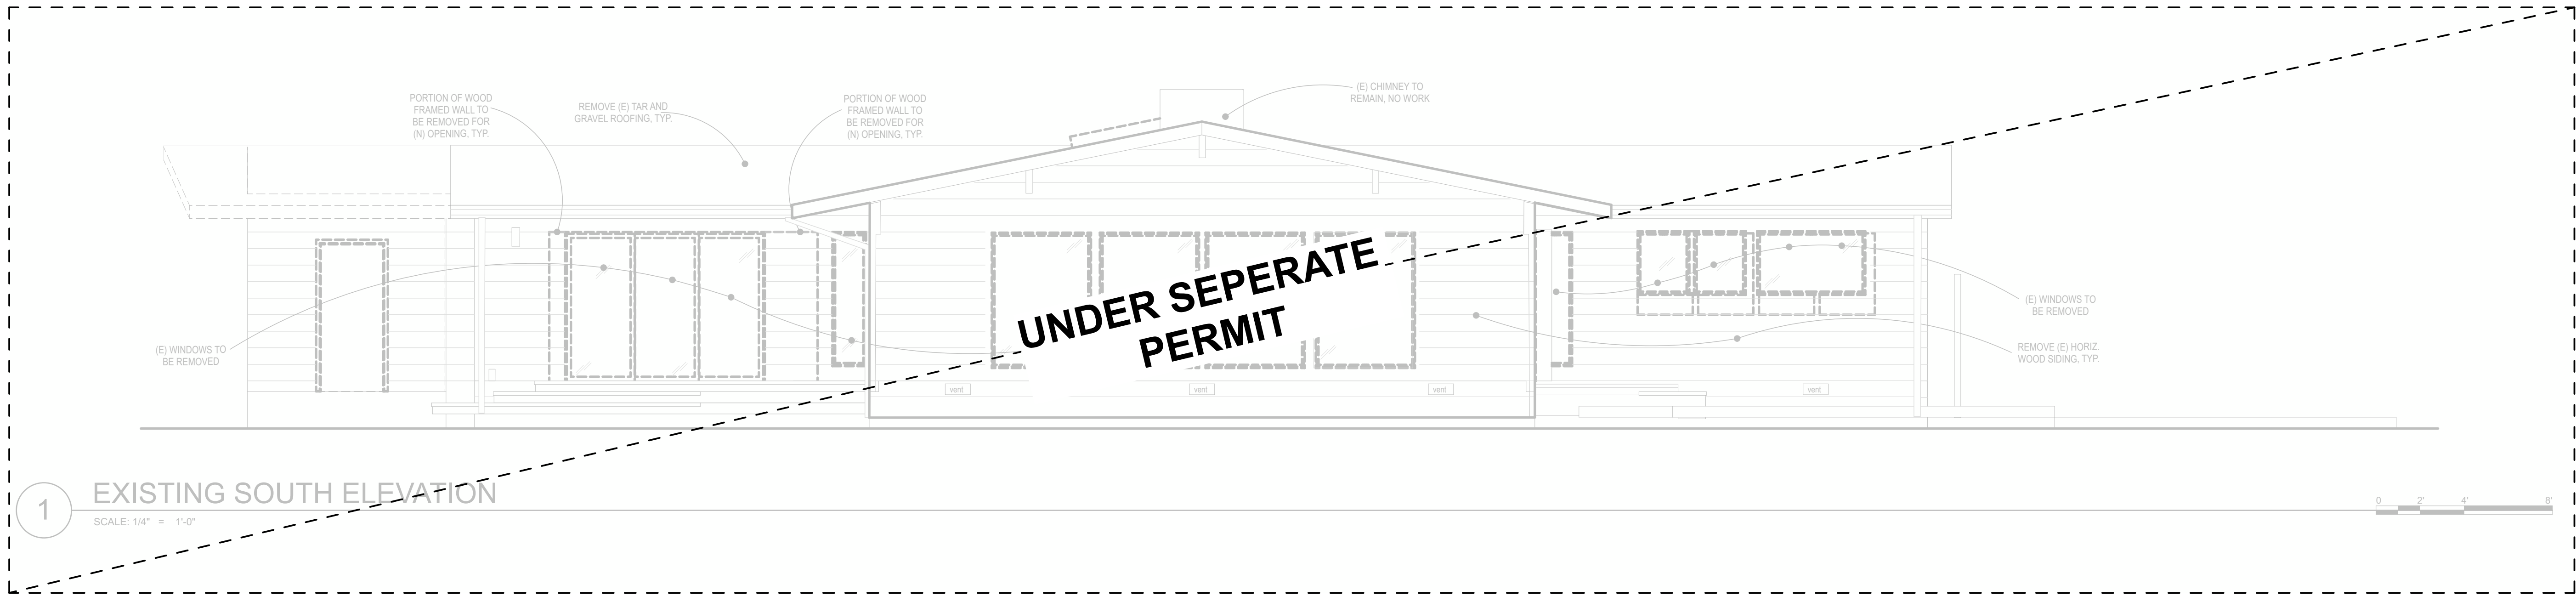 (E) CHIMNEY TO
REMAIN, NO WORK
PORTION OF WOOD
FRAMED WALL TO
BE REMOVED FOR
(N) OPENING, TYP.
REMOVE (E) TAR AND
GRAVEL ROOFING, TYP.
PORTION OF WOOD
FRAMED WALL TO
BE REMOVED FOR
(N) OPENING, TYP.
UNDER SEPERATE
PERMIT
(E) WINDOWS TO
BE REMOVED
(E) WINDOWS TO
BE REMOVED
REMOVE (E) HORIZ.
WOOD SIDING, TYP.
vent
vent
vent
vent
1
EXISTING SOUTH ELEVATION
SCALE: 1/4" = 1'-0"
0 2' 4' 8'